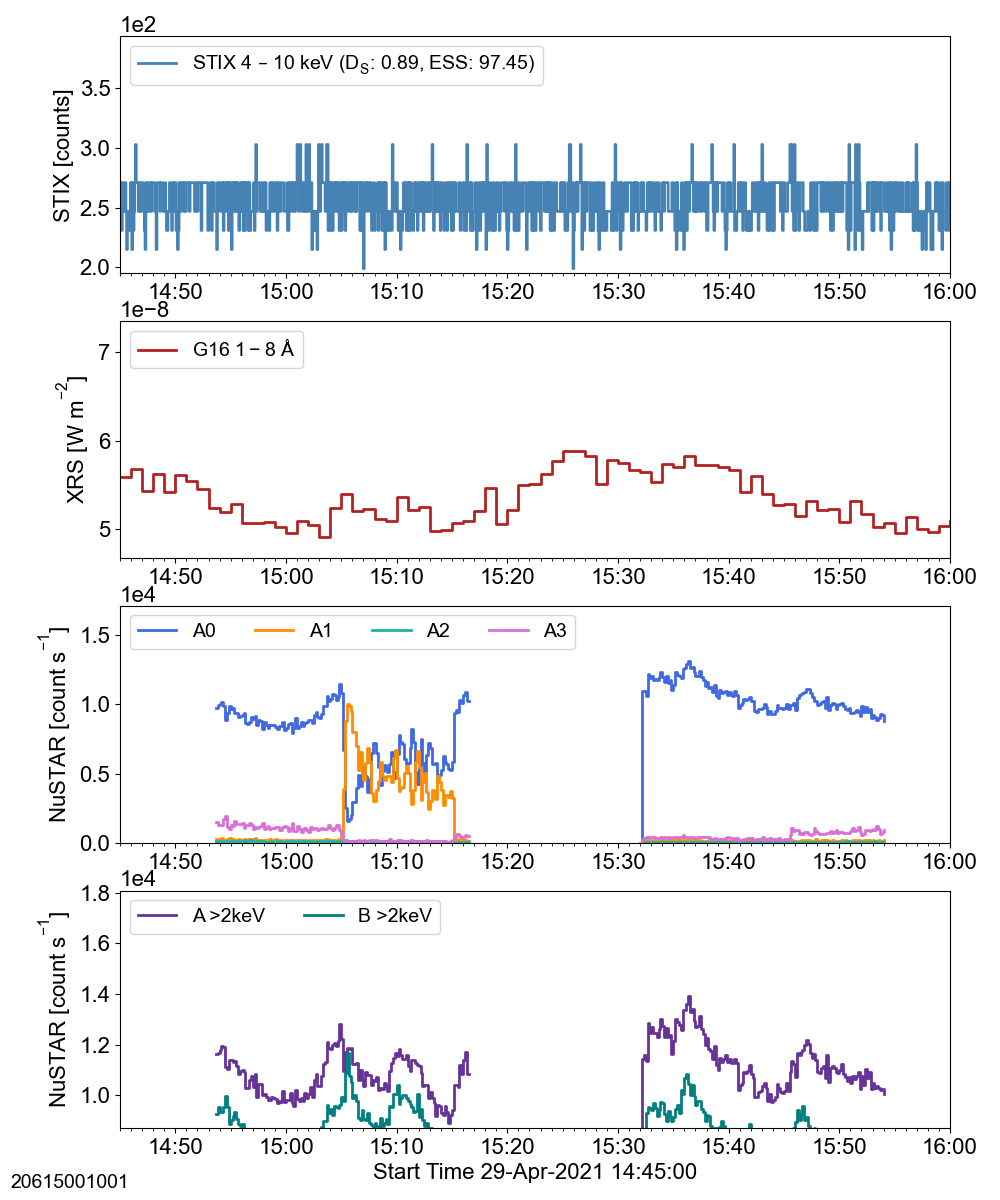 1e2
STIX 4 – 10 keV (D_S: 0.89, ESS: 97.45)
STIX [counts]
3.5
3.0
2.5
2.0
14:50 15:00 15:10 15:20 15:30 15:40 15:50 16:00
1e−8
G16 1 – 8 Å
XRS [W m⁻²]
7
6
5
14:50 15:00 15:10 15:20 15:30 15:40 15:50 16:00
1e4
A0 A1 A2 A3
NuSTAR [count s⁻¹]
1.5
1.0
0.5
0.0
14:50 15:00 15:10 15:20 15:30 15:40 15:50 16:00
1e4
A >2keV B >2keV
NuSTAR [count s⁻¹]
1.8
1.6
1.4
1.2
1.0
14:50 15:00 15:10 15:20 15:30 15:40 15:50 16:00
Start Time 29-Apr-2021 14:45:00
20615001001